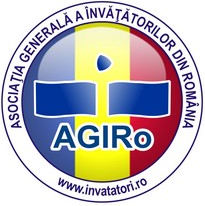 ASOCIAȚIA GENERALĂ A ÎNVĂȚĂTORILOR DIN ROMÂNIA
AGIRo
www.invatatori.ro